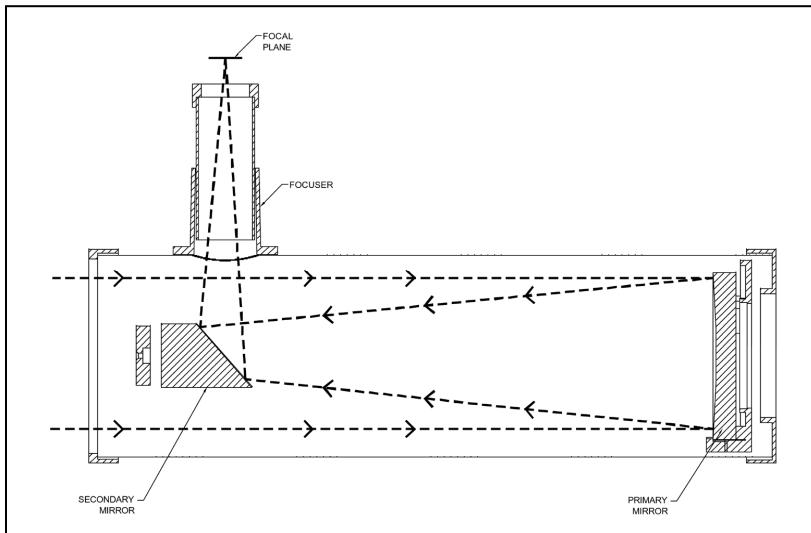 FOCAL
PLANE
FOCUSER
SECONDARY
MIRROR
PRIMARY
MIRROR